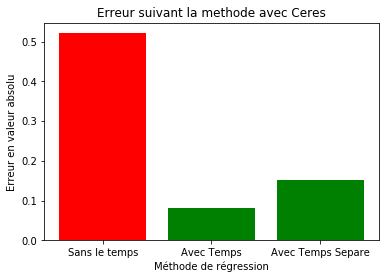 Erreur suivant la methode avec Ceres
Erreur en valeur absolu
0.5
0.4
0.3
0.2
0.1
0.0
Sans le temps
Avec Temps
Avec Temps Separe
Méthode de régression